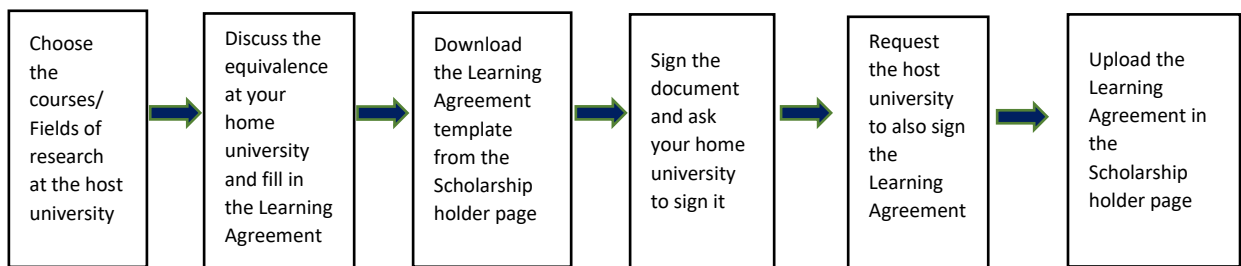 Choose
the
courses/
Fields of
research
at the host
university
Discuss the
equivalence
at your
home
university
and fill in
the Learning
Agreement
Download
the Learning
Agreement
template
from the
Scholarship
holder page
Sign the
document
and ask
your home
university
to sign it
Request
the host
university
to also sign
the
Learning
Agreement
Upload the
Learning
Agreement in
the
Scholarship
holder page